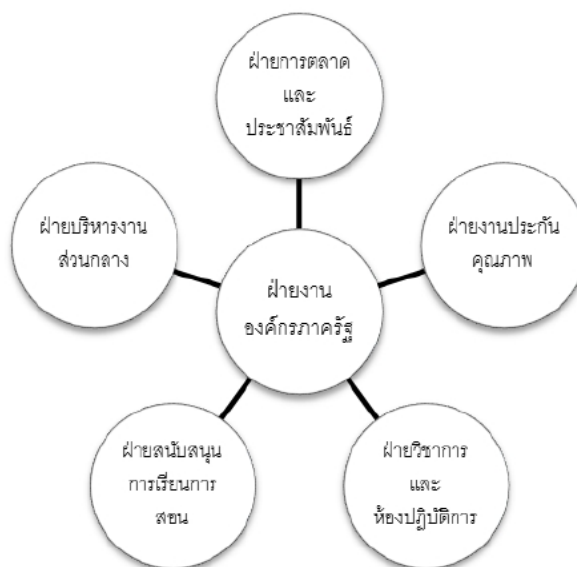 ฝ่ายการตลาด
และ
ประชาสัมพันธ์
ฝ่ายบริหารงาน
ส่วนกลาง
ฝ่ายงานประกัน
คุณภาพ
ฝ่ายงาน
องค์กรภาครัฐ
ฝ่ายสนับสนุน
การเรียนการ
สอน
ฝ่ายวิชาการ
และ
ห้องปฏิบัติการ